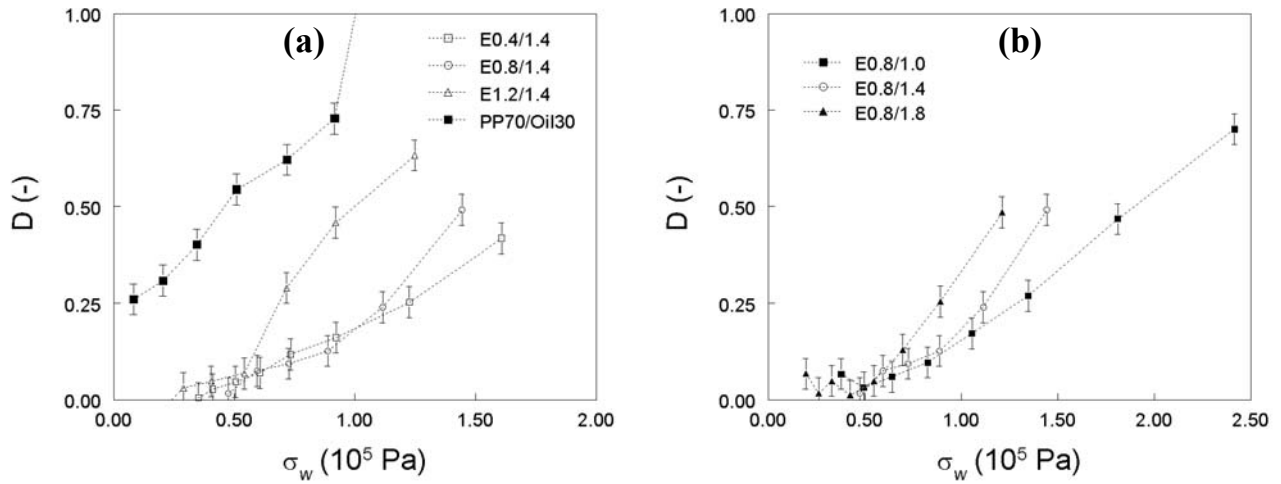 (a)
E0.4/1.4
E0.8/1.4
E1.2/1.4
PP70/Oil30
1.00
0.75
0.50
0.25
0.00
D (-)
0.00 0.50 1.00 1.50 2.00
σw (10⁵ Pa)
(b)
E0.8/1.0
E0.8/1.4
E0.8/1.8
1.00
0.75
0.50
0.25
0.00
D (-)
0.00 0.50 1.00 1.50 2.00 2.50
σw (10⁵ Pa)